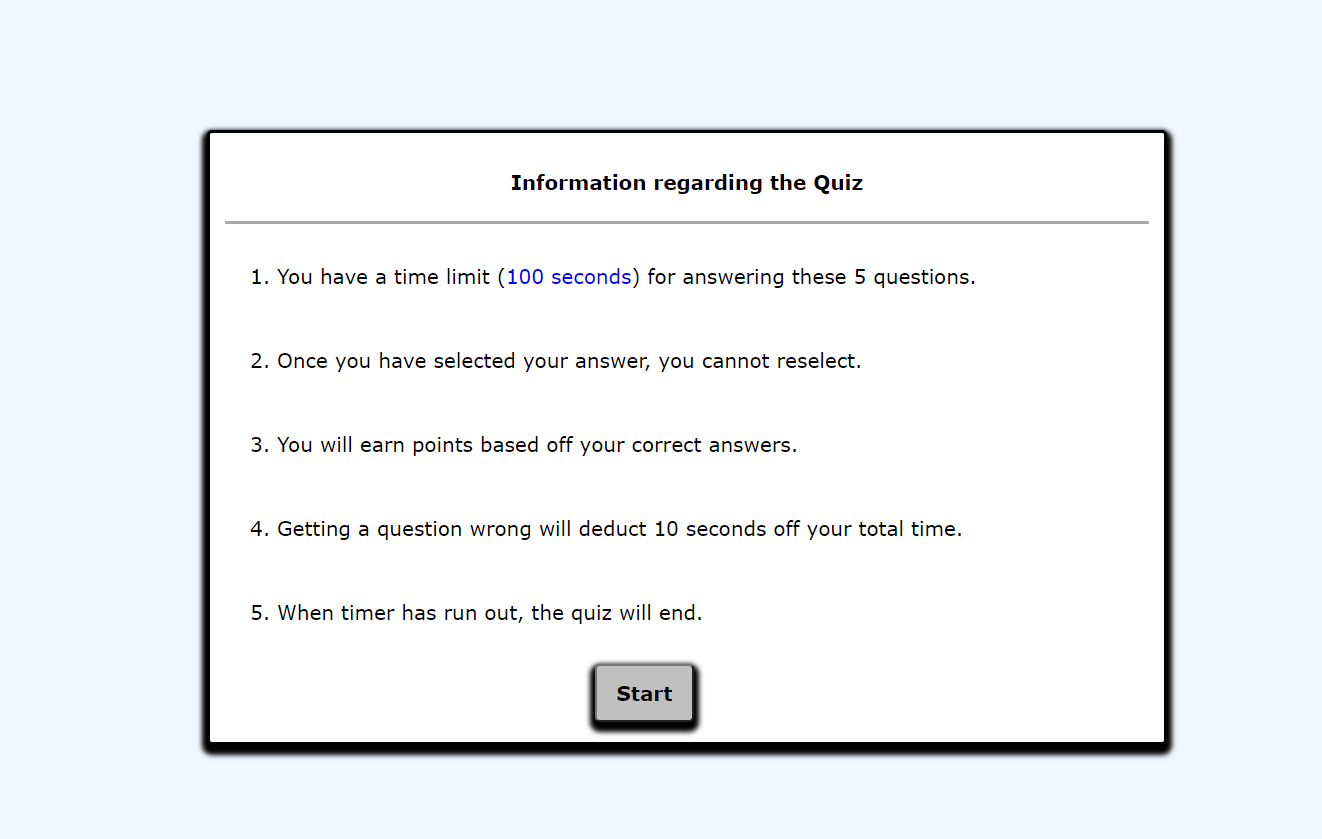 Information regarding the Quiz
1. You have a time limit (100 seconds) for answering these 5 questions.
2. Once you have selected your answer, you cannot reselect.
3. You will earn points based off your correct answers.
4. Getting a question wrong will deduct 10 seconds off your total time.
5. When timer has run out, the quiz will end.
Start